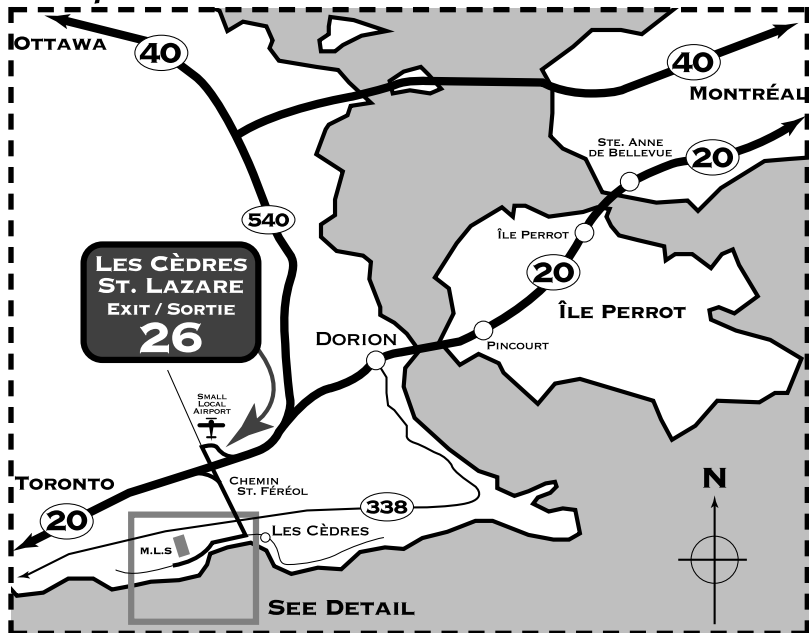 OTTAWA
40
40
MONTRÉAL
STE. ANNE
DE BELLEVUE
20
540
ÎLE PERROT
20
ÎLE PERROT
LES CÈDRES
ST. LAZARE
EXIT / SORTIE
26
DORION
PINCOURT
SMALL
LOCAL
AIRPORT
TORONTO
20
CHEMIN
ST. FÉRÉOL
338
LES CÈDRES
M.L.S
N
SEE DETAIL